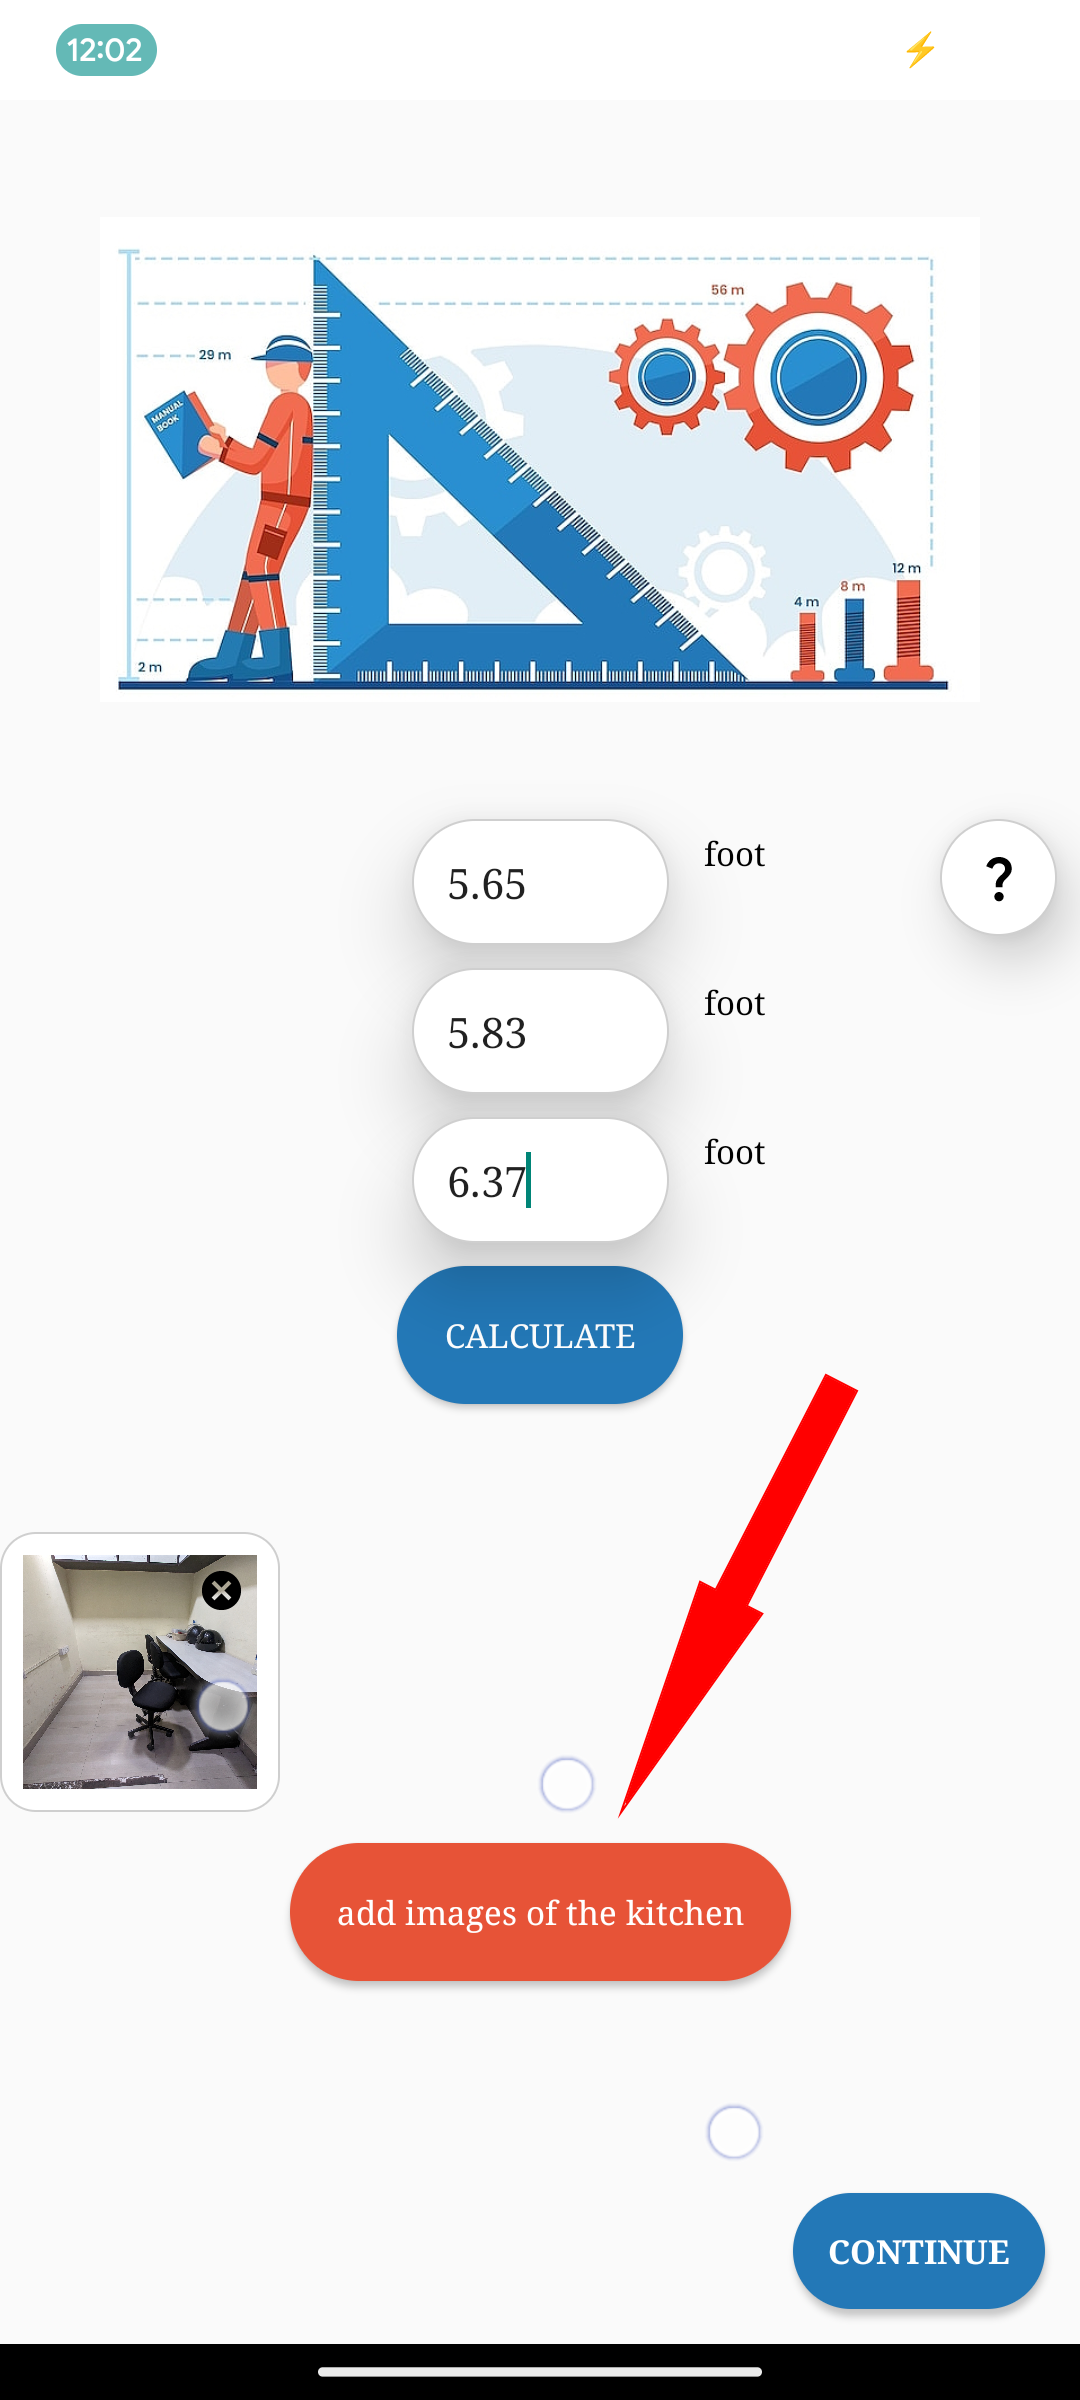 12:02
56 m
29 m
MANUAL
BOOK
12 m
8 m
4 m
2 m
5.65
foot
?
5.83
foot
6.37
foot
CALCULATE
add images of the kitchen
CONTINUE